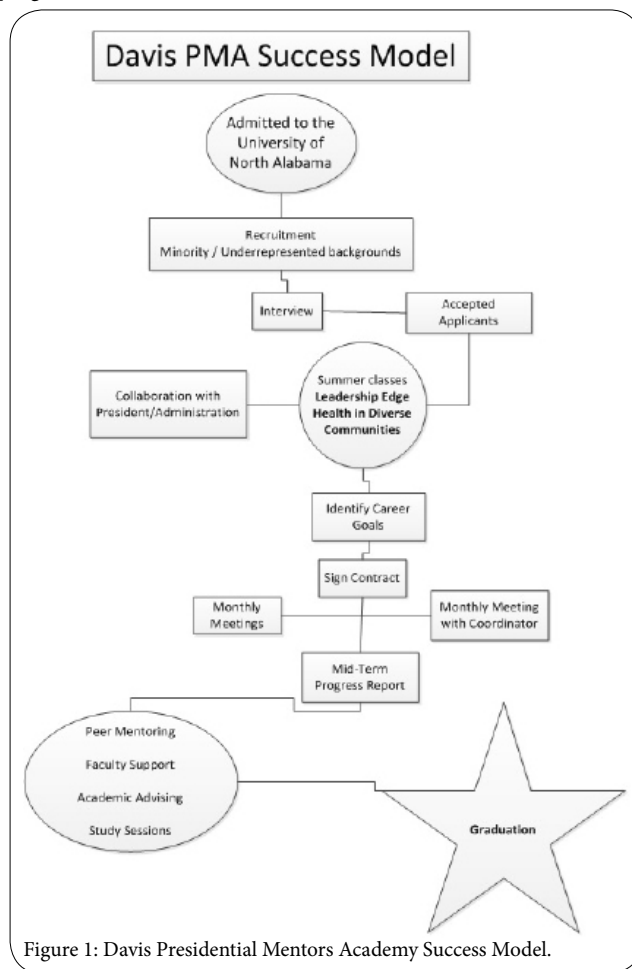 Davis PMA Success Model
Admitted to the
University of
North Alabama
Recruitment
Minority / Underrepresented backgrounds
Interview
Accepted
Applicants
Collaboration with
President/Administration
Summer classes
Leadership Edge
Health in Diverse
Communities
Identify Career
Goals
Sign Contract
Monthly
Meetings
Monthly Meeting
with Coordinator
Mid-Term
Progress Report
Peer Mentoring
Faculty Support
Academic Advising
Study Sessions
Graduation
Figure 1: Davis Presidential Mentors Academy Success Model.